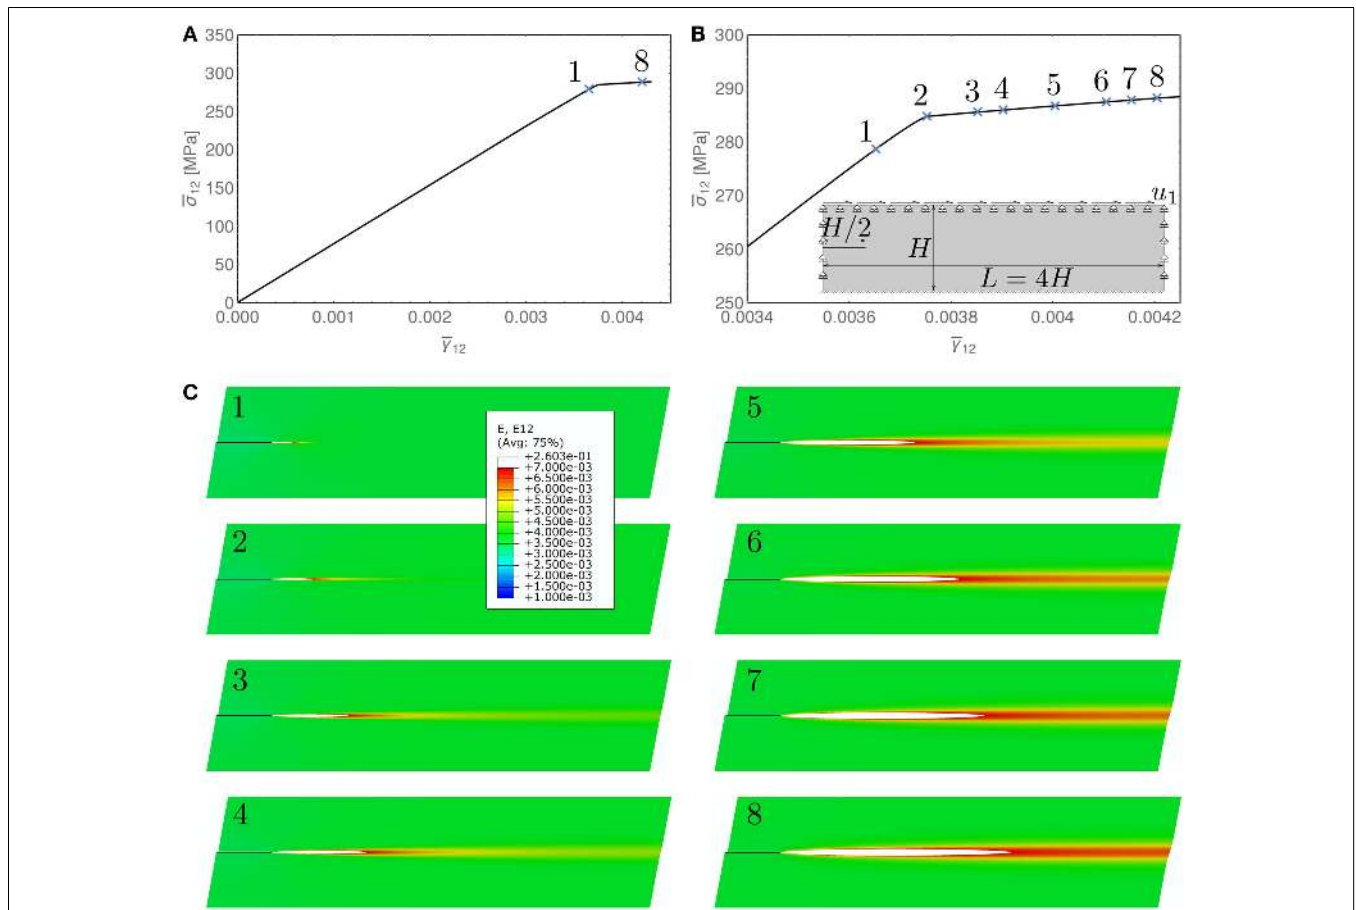 A
350
300
250
200
150
100
50
0
σ̅12 [MPa]
1
8
0.000
0.001
0.002
0.003
0.004
γ̅12
B
300
290
280
270
260
250
σ̅12 [MPa]
1
2
3
4
5
6
7
8
u1
H/2
H
L = 4H
0.0034
0.0036
0.0038
0.004
0.0042
γ̅12
C
1
E, E12
(Avg: 75%)
+2.603e-01
+7.000e-03
+6.500e-03
+6.000e-03
+5.500e-03
+5.000e-03
+4.500e-03
+4.000e-03
+3.500e-03
+3.000e-03
+2.500e-03
+2.000e-03
+1.500e-03
+1.000e-03
2
3
4
5
6
7
8